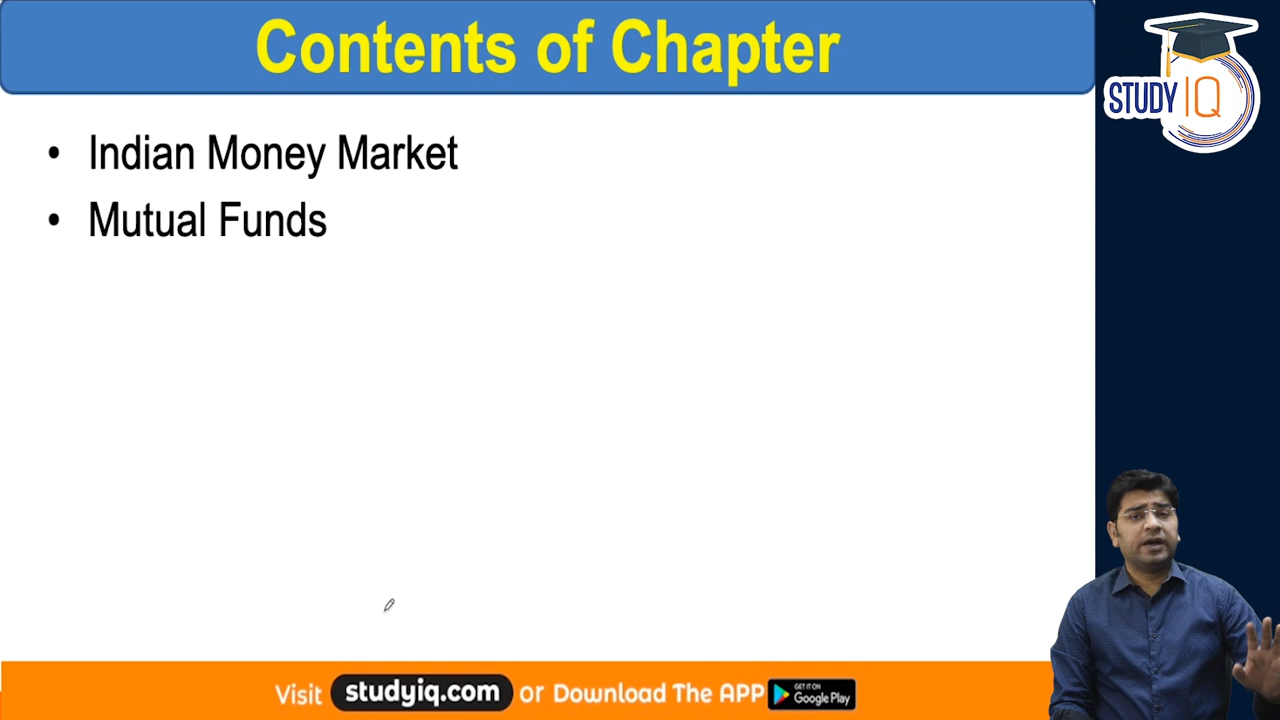 Contents of Chapter
STUDY IQ
• Indian Money Market
• Mutual Funds
Visit studyiq.com or Download The APP GET IT ON Google Play